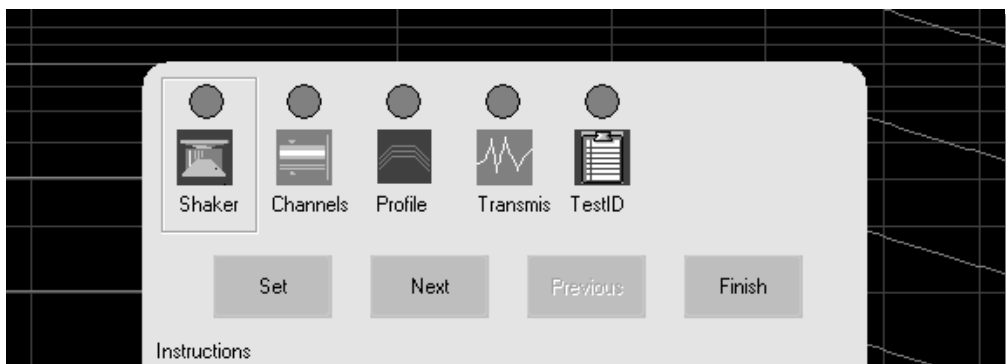 Shaker Channels Profile Transmis TestID
Set Next Previous Finish
Instructions